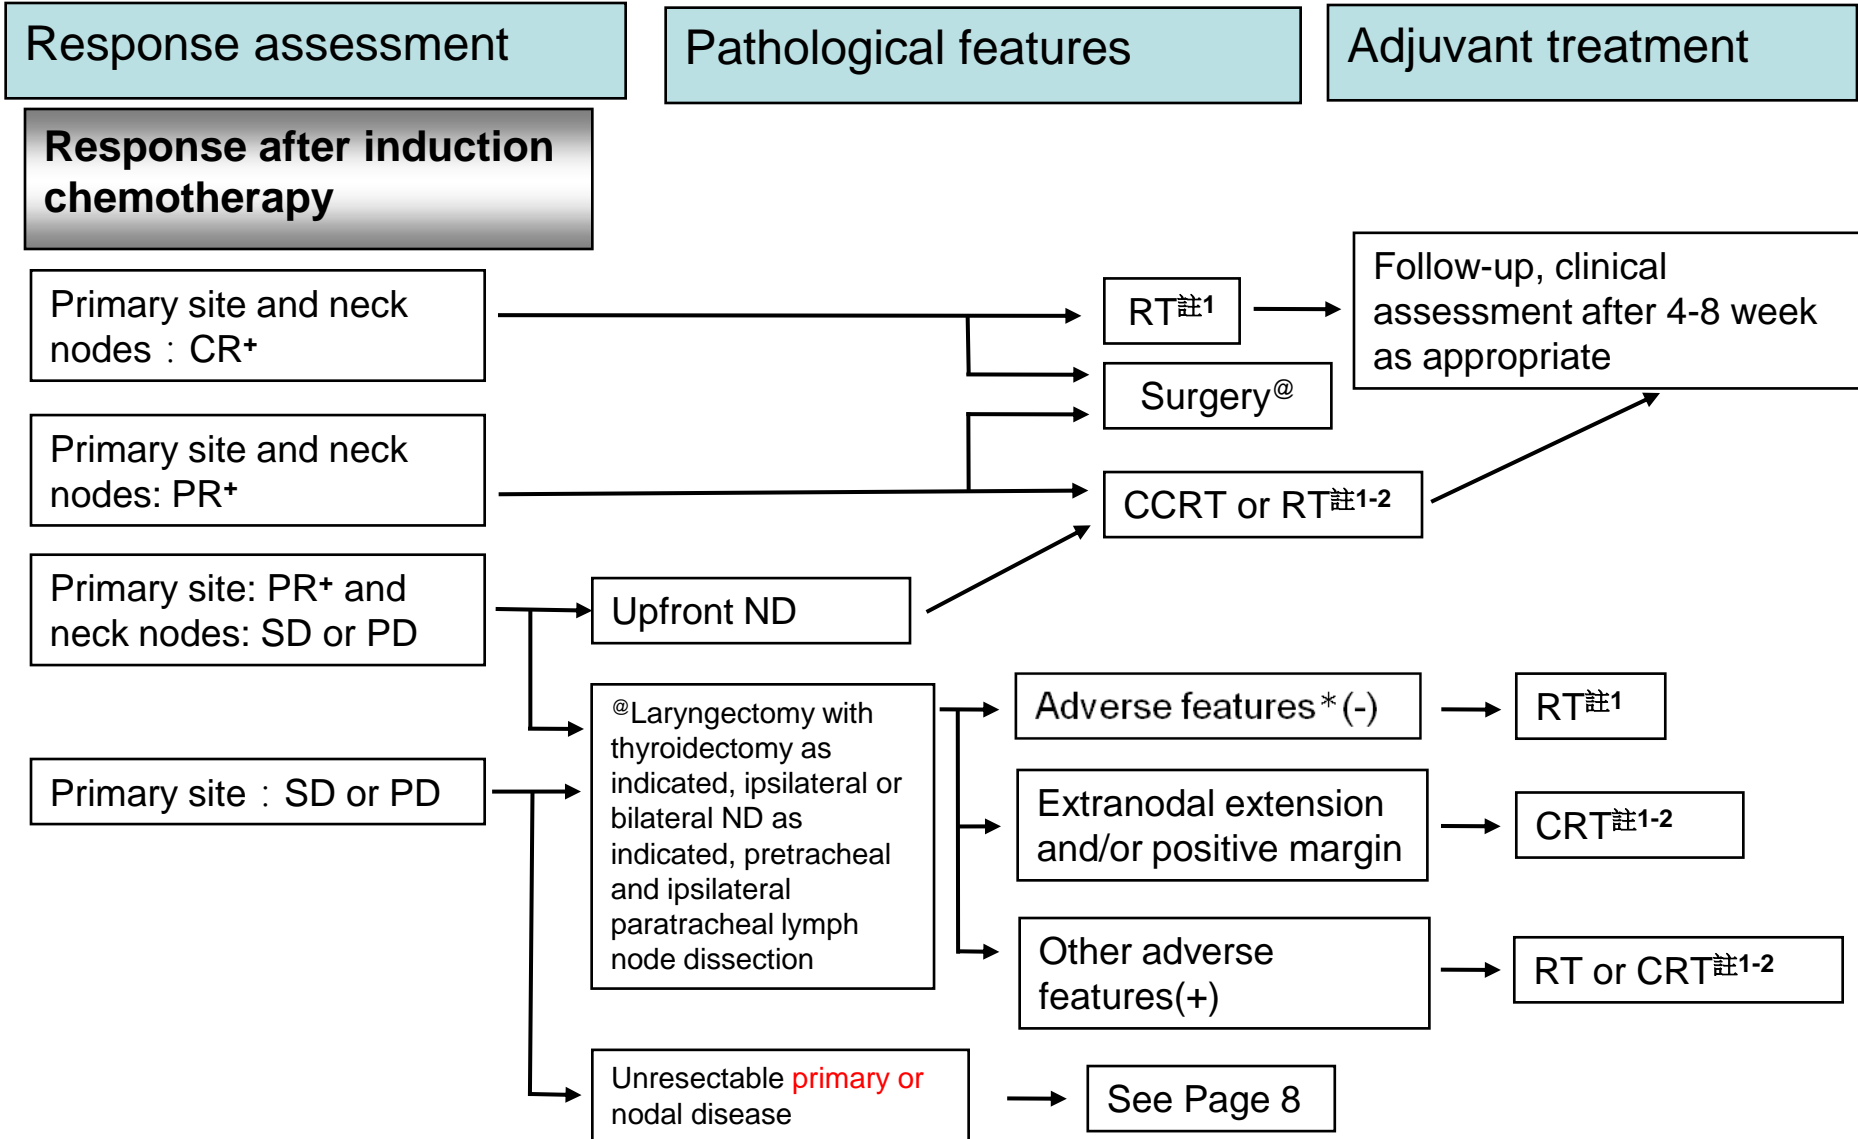 Response assessment
Pathological features
Adjuvant treatment
Response after induction
chemotherapy
Primary site and neck
nodes：CR+
RT註1
Follow-up, clinical
assessment after 4-8 week
as appropriate
Surgery@
Primary site and neck
nodes: PR+
CCRT or RT註1-2
Primary site: PR+ and
neck nodes: SD or PD
Upfront ND
@Laryngectomy with
thyroidectomy as
indicated, ipsilateral or
bilateral ND as
indicated, pretracheal
and ipsilateral
paratracheal lymph
node dissection
Adverse features*(-)
RT註1
Primary site：SD or PD
Extranodal extension
and/or positive margin
CRT註1-2
Other adverse
features(+)
RT or CRT註1-2
Unresectable primary or
nodal disease
See Page 8